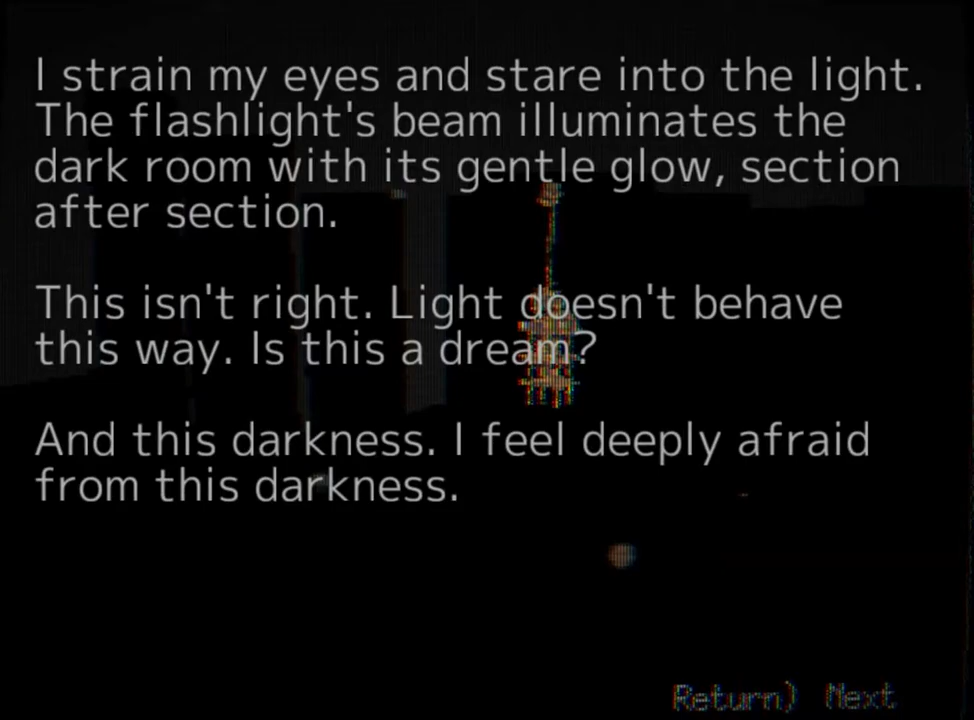 I strain my eyes and stare into the light.
The flashlight's beam illuminates the
dark room with its gentle glow, section
after section.
This isn't right. Light doesn't behave
this way. Is this a dream?
And this darkness. I feel deeply afraid
from this darkness.
Return) Next